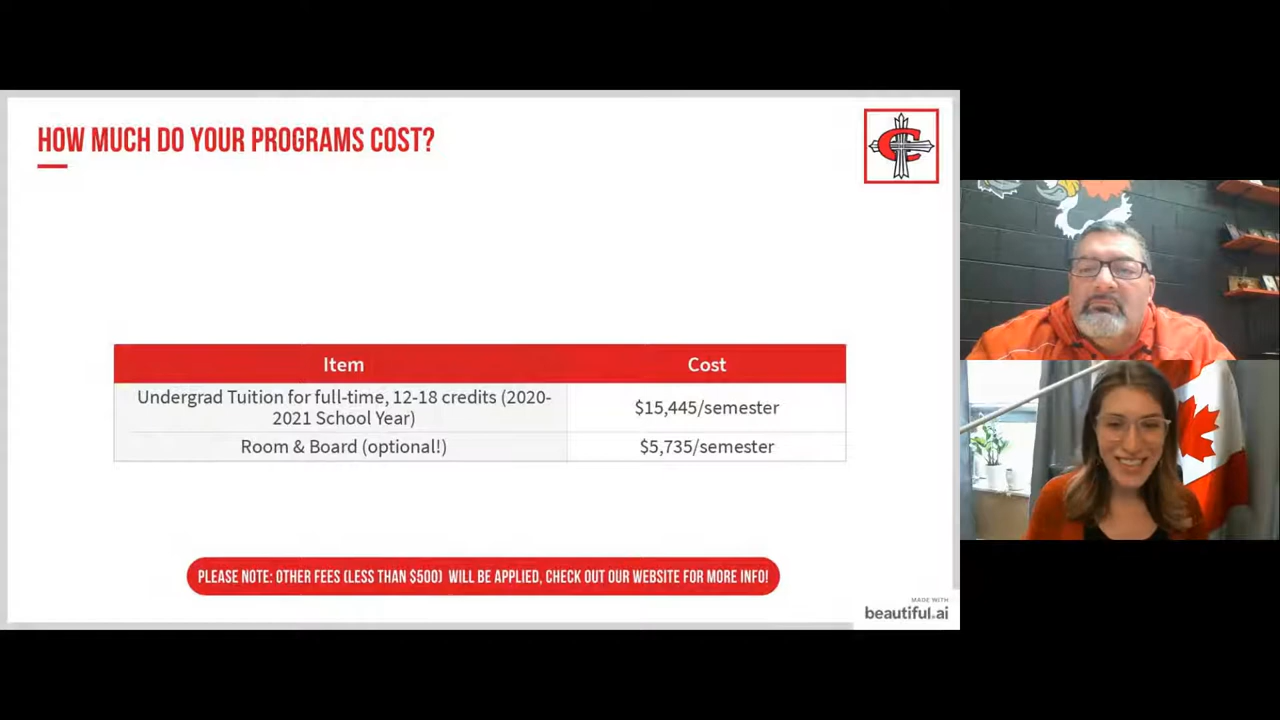 HOW MUCH DO YOUR PROGRAMS COST?
C
Item Cost
Undergrad Tuition for full-time, 12-18 credits (2020-
2021 School Year) $15,445/semester
Room & Board (optional!) $5,735/semester
PLEASE NOTE: OTHER FEES (LESS THAN $500) WILL BE APPLIED, CHECK OUT OUR WEBSITE FOR MORE INFO!
MADE WITH
beautiful.ai